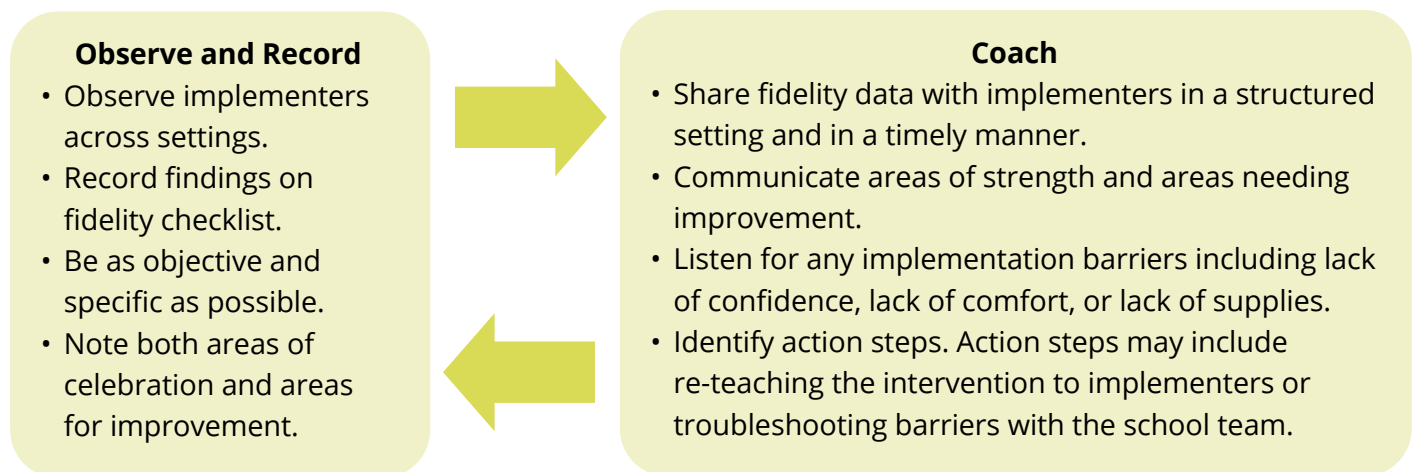 Observe and Record
• Observe implementers
across settings.
• Record findings on
fidelity checklist.
• Be as objective and
specific as possible.
• Note both areas of
celebration and areas
for improvement.
Coach
• Share fidelity data with implementers in a structured
setting and in a timely manner.
• Communicate areas of strength and areas needing
improvement.
• Listen for any implementation barriers including lack
of confidence, lack of comfort, or lack of supplies.
• Identify action steps. Action steps may include
re-teaching the intervention to implementers or
troubleshooting barriers with the school team.